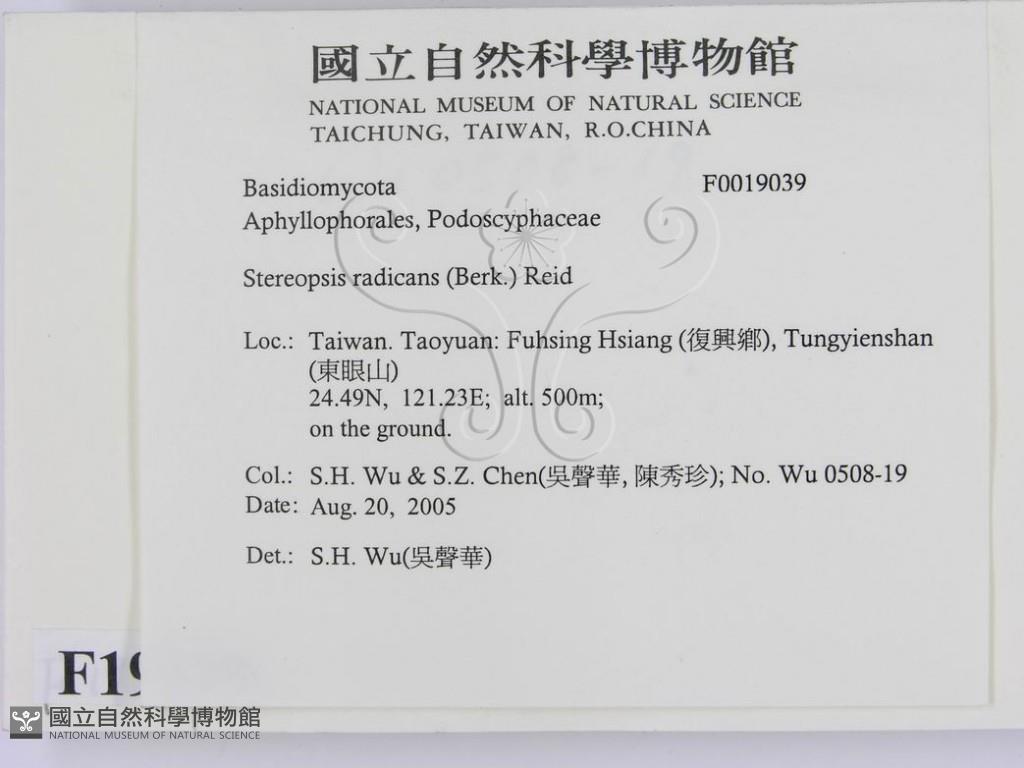 國立自然科學博物館
NATIONAL MUSEUM OF NATURAL SCIENCE
TAICHUNG, TAIWAN, R.O.CHINA
Basidiomycota F0019039
Aphyllophorales, Podoscyphaceae
Stereopsis radicans (Berk.) Reid
Loc.: Taiwan. Taoyuan: Fuhsing Hsiang (復興鄉), Tungyienshan
(東眼山)
24.49N, 121.23E; alt. 500m;
on the ground.
Col.: S.H. Wu & S.Z. Chen(吳聲華, 陳秀珍); No. Wu 0508-19
Date: Aug. 20, 2005
Det.: S.H. Wu(吳聲華)
F19
國立自然科學博物館
NATIONAL MUSEUM OF NATURAL SCIENCE